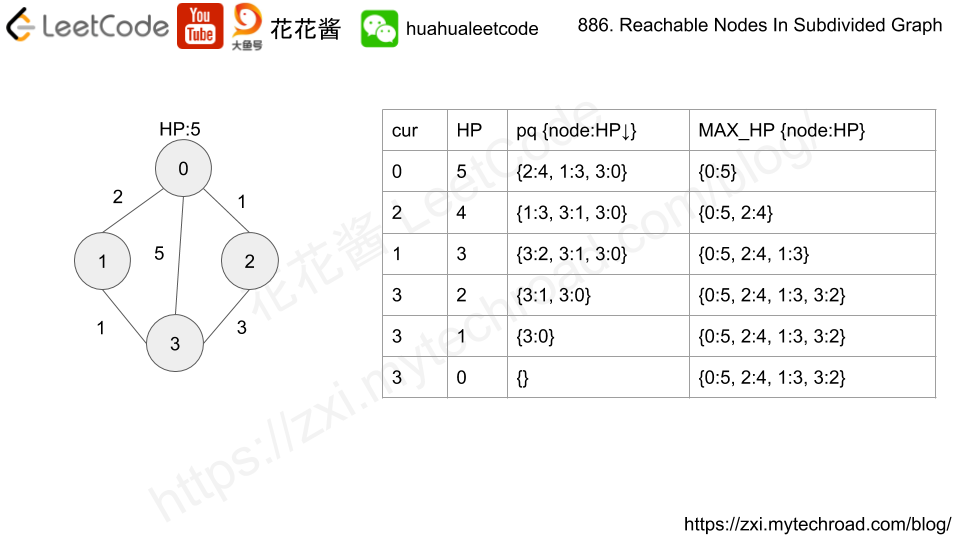 LeetCode
You
Tube
大鱼号
花花酱
huahualeetcode
886. Reachable Nodes In Subdivided Graph
HP:5
0
2
1
1
5
2
1
3
3
cur HP pq {node:HP↓} MAX_HP {node:HP}
0 5 {2:4, 1:3, 3:0} {0:5}
2 4 {1:3, 3:1, 3:0} {0:5, 2:4}
1 3 {3:2, 3:1, 3:0} {0:5, 2:4, 1:3}
3 2 {3:1, 3:0} {0:5, 2:4, 1:3, 3:2}
3 1 {3:0} {0:5, 2:4, 1:3, 3:2}
3 0 {} {0:5, 2:4, 1:3, 3:2}
花花酱 LeetCode
https://zxi.mytechroad.com/blog/
https://zxi.mytechroad.com/blog/